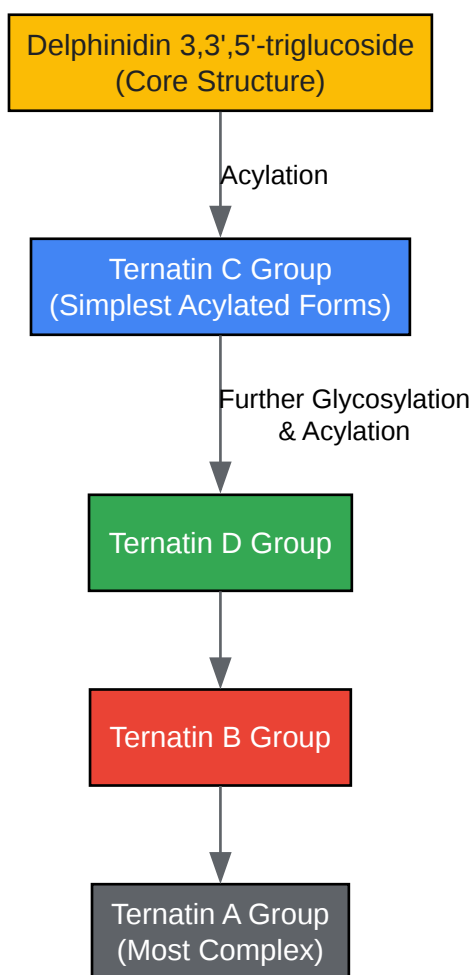 Delphinidin 3,3',5'-triglucoside
(Core Structure)
Acylation
Ternatin C Group
(Simplest Acylated Forms)
Further Glycosylation
& Acylation
Ternatin D Group
Ternatin B Group
Ternatin A Group
(Most Complex)